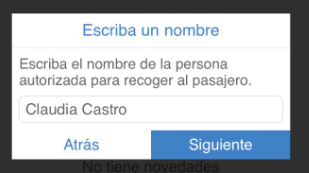 Escriba un nombre
Escriba el nombre de la persona
autorizada para recoger al pasajero.
Claudia Castro
Atrás Siguiente
No tiene novedades